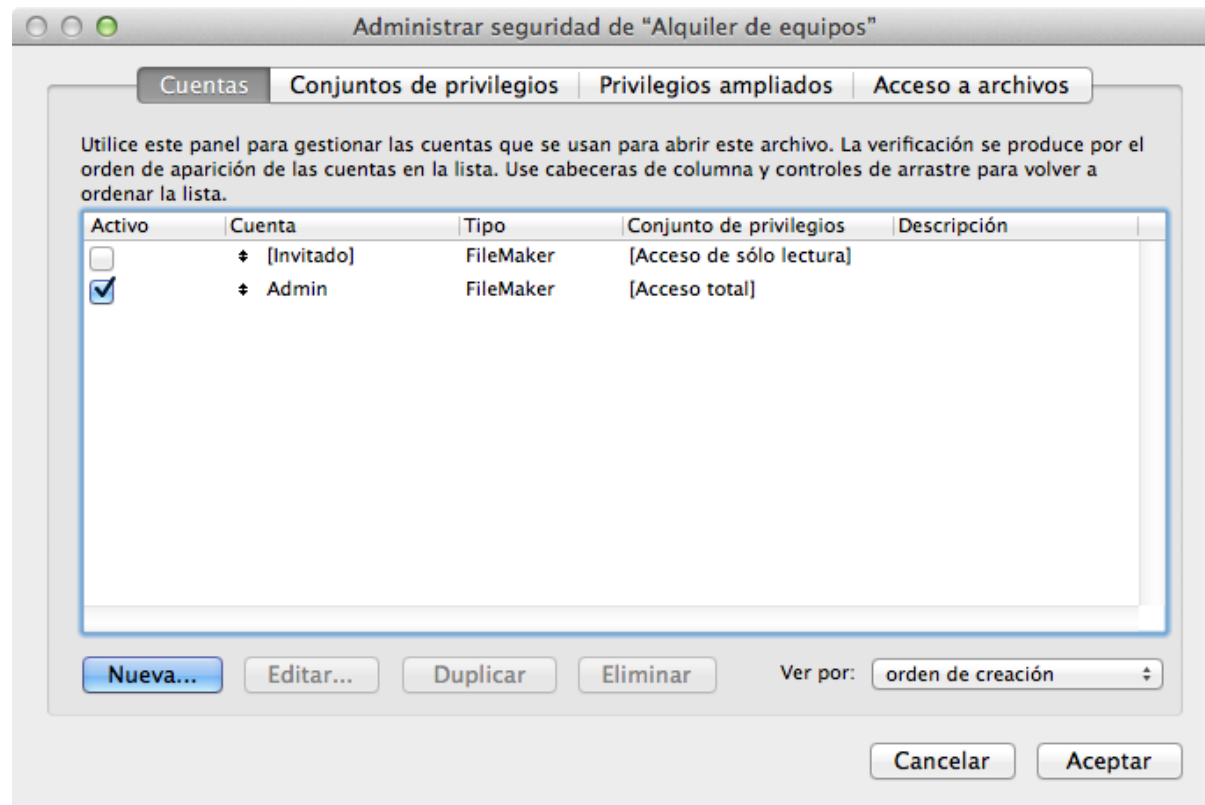 Administrar seguridad de “Alquiler de equipos”
Cuentas Conjuntos de privilegios Privilegios ampliados Acceso a archivos
Utilice este panel para gestionar las cuentas que se usan para abrir este archivo. La verificación se produce por el
orden de aparición de las cuentas en la lista. Use cabeceras de columna y controles de arrastre para volver a
ordenar la lista.
Activo Cuenta Tipo Conjunto de privilegios Descripción
[Invitado] FileMaker [Acceso de sólo lectura]
Admin FileMaker [Acceso total]
Nueva... Editar... Duplicar Eliminar Ver por: orden de creación
Cancelar Aceptar